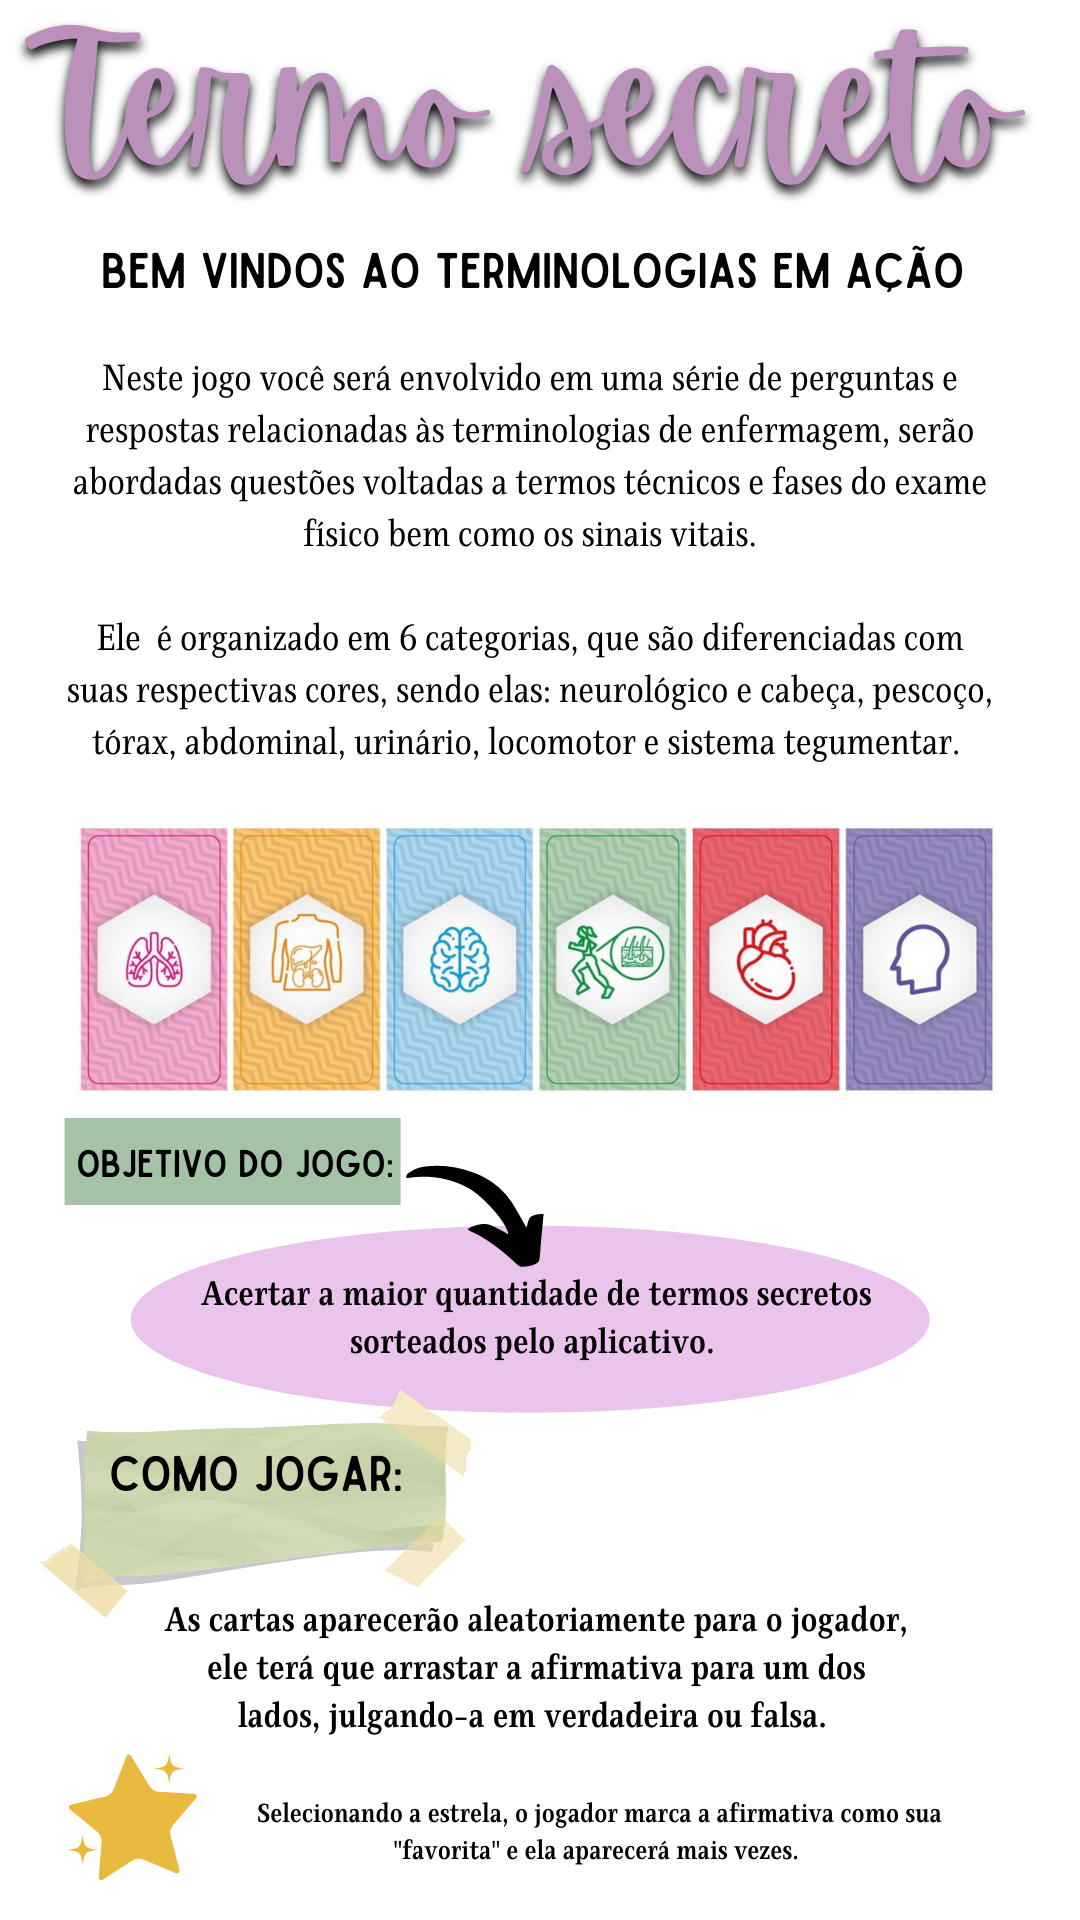 Termo secreto
BEM VINDOS AO TERMINOLOGIAS EM AÇÃO
Neste jogo você será envolvido em uma série de perguntas e
respostas relacionadas às terminologias de enfermagem, serão
abordadas questões voltadas a termos técnicos e fases do exame
físico bem como os sinais vitais.
Ele é organizado em 6 categorias, que são diferenciadas com
suas respectivas cores, sendo elas: neurológico e cabeça, pescoço,
tórax, abdominal, urinário, locomotor e sistema tegumentar.
OBJETIVO DO JOGO:
Acertar a maior quantidade de termos secretos
sorteados pelo aplicativo.
COMO JOGAR:
As cartas aparecerão aleatoriamente para o jogador,
ele terá que arrastar a afirmativa para um dos
lados, julgando-a em verdadeira ou falsa.
Selecionando a estrela, o jogador marca a afirmativa como sua
"favorita" e ela aparecerá mais vezes.